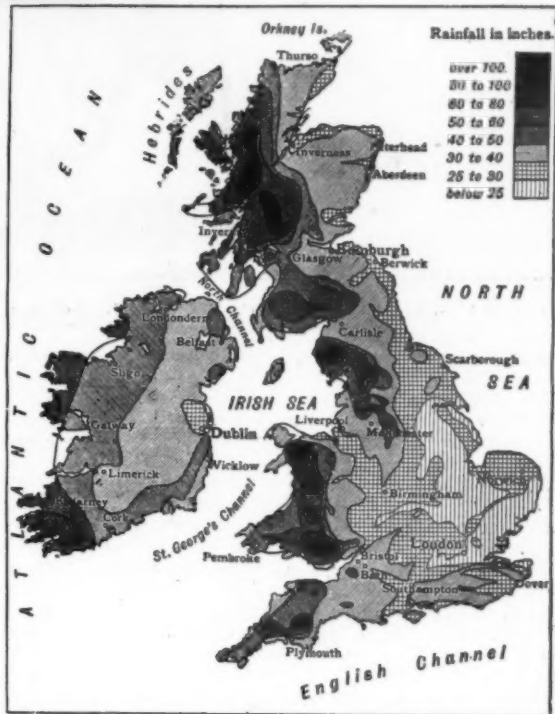 Orkney Is.
Thurso
Rainfall in inches.
over 100.
80 to 100
60 to 80
50 to 60
40 to 50
30 to 40
25 to 30
below 25
Hebrides
ATLANTIC OCEAN
Inverness
Aberdeen
Edinburgh
Glasgow
Berwick
North Channel
NORTH
SEA
Londonderry
Belfast
Carlisle
Scarborough
Sligo
IRISH SEA
Galway
Liverpool
Manchester
Dublin
Limerick
Wicklow
Norwich
Birmingham
Cork
St. George's Channel
Pembroke
London
Bristol
Bath
Southampton
Dover
Plymouth
English Channel